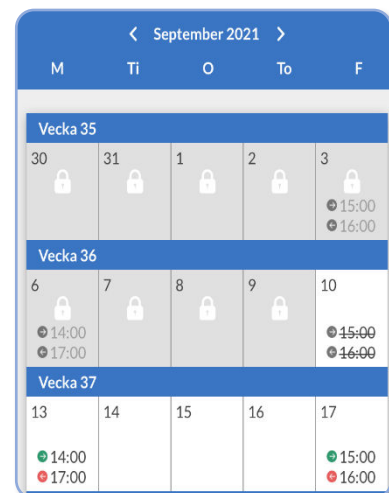 September 2021
M Ti O To F
Vecka 35
30 31 1 2 3
15:00
16:00
Vecka 36
6 7 8 9 10
14:00 15:00
17:00 16:00
Vecka 37
13 14 15 16 17
14:00 15:00
17:00 16:00